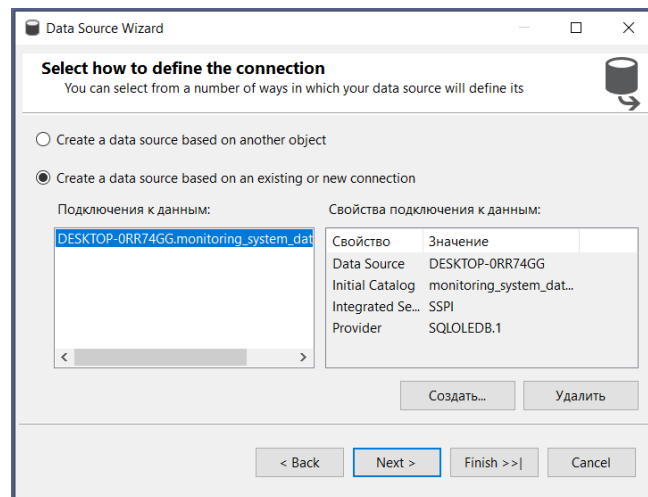 Data Source Wizard
Select how to define the connection
You can select from a number of ways in which your data source will define its
Create a data source based on another object
Create a data source based on an existing or new connection
Подключения к данным:
DESKTOP-0RR74GG.monitoring_system_dat
Свойства подключения к данным:
Свойство Значение
Data Source DESKTOP-0RR74GG
Initial Catalog monitoring_system_dat...
Integrated Se... SSPI
Provider SQLOLEDB.1
Создать... Удалить
< Back Next > Finish >>| Cancel